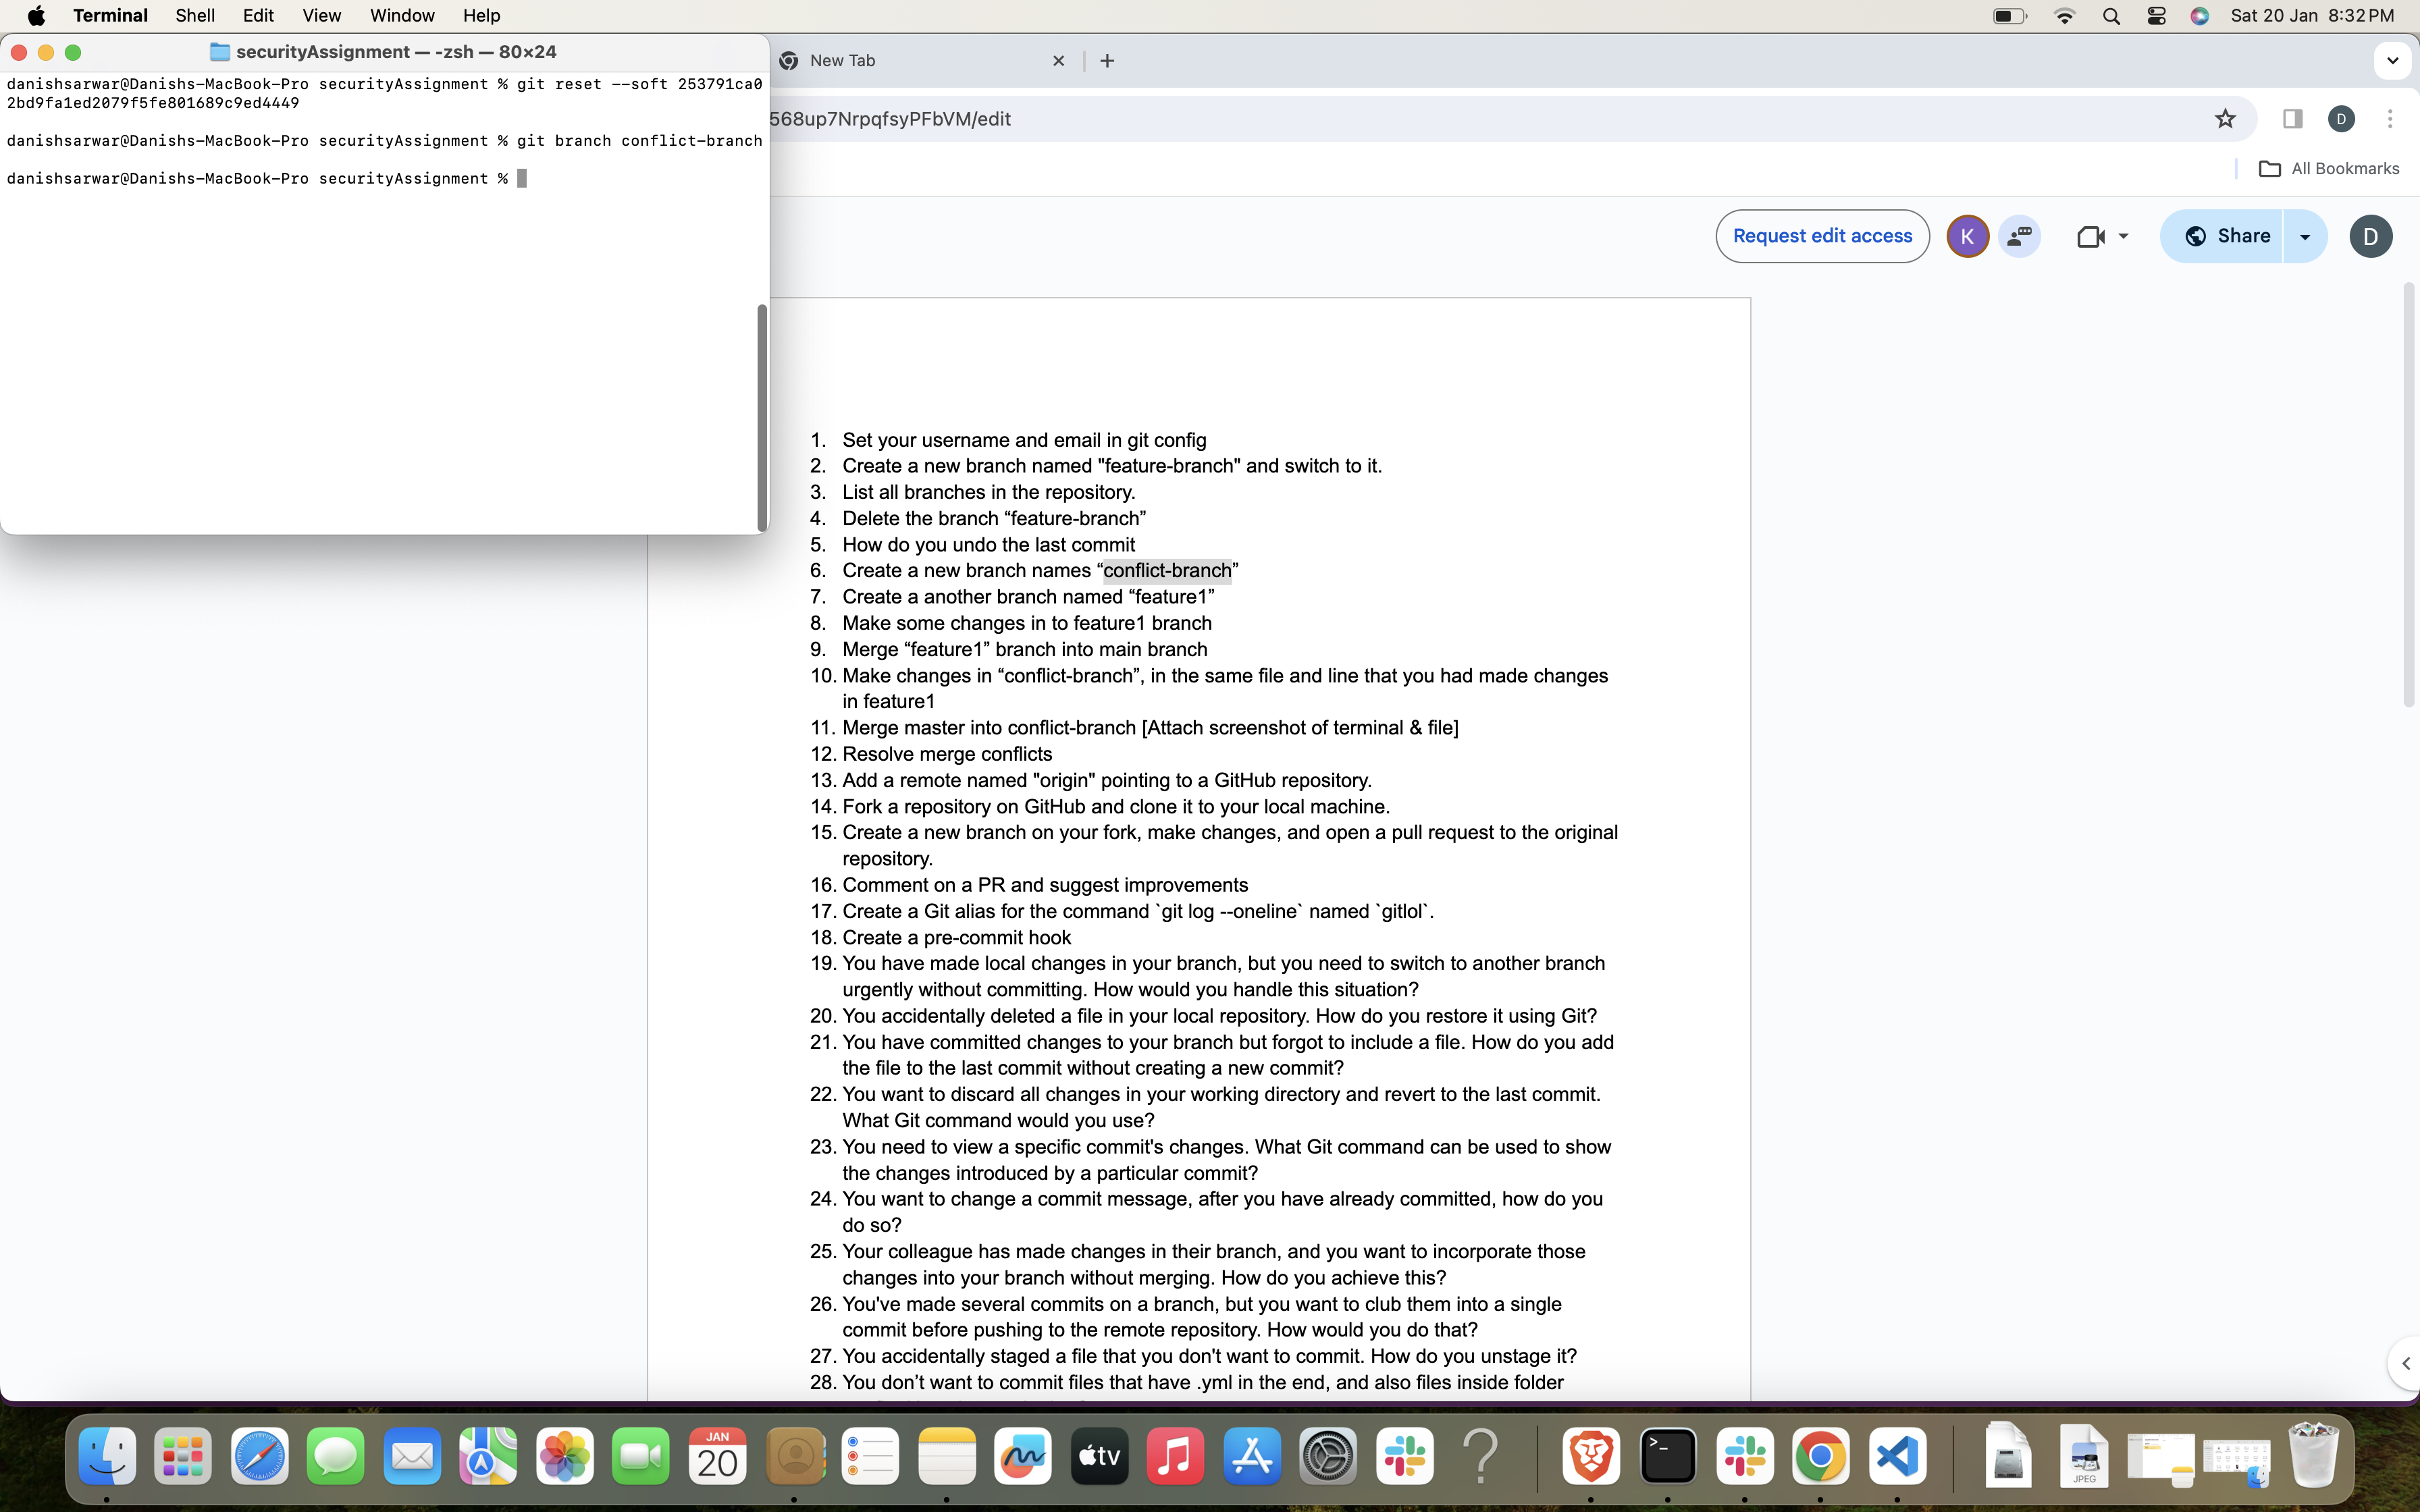 Terminal Shell Edit View Window Help Sat 20 Jan 8:32 PM
securityAssignment — -zsh — 80×24
danishsarwar@Danishs-MacBook-Pro securityAssignment % git reset --soft 253791ca0
2bd9fa1ed2079f5fe801689c9ed4449
danishsarwar@Danishs-MacBook-Pro securityAssignment % git branch conflict-branch
danishsarwar@Danishs-MacBook-Pro securityAssignment %
New Tab
568up7NrpqfsyPFbVM/edit
D
All Bookmarks
Request edit access K Share D
1. Set your username and email in git config
2. Create a new branch named "feature-branch" and switch to it.
3. List all branches in the repository.
4. Delete the branch “feature-branch”
5. How do you undo the last commit
6. Create a new branch names “conflict-branch”
7. Create a another branch named “feature1”
8. Make some changes in to feature1 branch
9. Merge “feature1” branch into main branch
10. Make changes in “conflict-branch”, in the same file and line that you had made changes
in feature1
11. Merge master into conflict-branch [Attach screenshot of terminal & file]
12. Resolve merge conflicts
13. Add a remote named "origin" pointing to a GitHub repository.
14. Fork a repository on GitHub and clone it to your local machine.
15. Create a new branch on your fork, make changes, and open a pull request to the original
repository.
16. Comment on a PR and suggest improvements
17. Create a Git alias for the command `git log --oneline` named `gitlol`.
18. Create a pre-commit hook
19. You have made local changes in your branch, but you need to switch to another branch
urgently without committing. How would you handle this situation?
20. You accidentally deleted a file in your local repository. How do you restore it using Git?
21. You have committed changes to your branch but forgot to include a file. How do you add
the file to the last commit without creating a new commit?
22. You want to discard all changes in your working directory and revert to the last commit.
What Git command would you use?
23. You need to view a specific commit's changes. What Git command can be used to show
the changes introduced by a particular commit?
24. You want to change a commit message, after you have already committed, how do you
do so?
25. Your colleague has made changes in their branch, and you want to incorporate those
changes into your branch without merging. How do you achieve this?
26. You've made several commits on a branch, but you want to club them into a single
commit before pushing to the remote repository. How would you do that?
27. You accidentally staged a file that you don't want to commit. How do you unstage it?
28. You don’t want to commit files that have .yml in the end, and also files inside folder
JAN
20
tv
JPEG